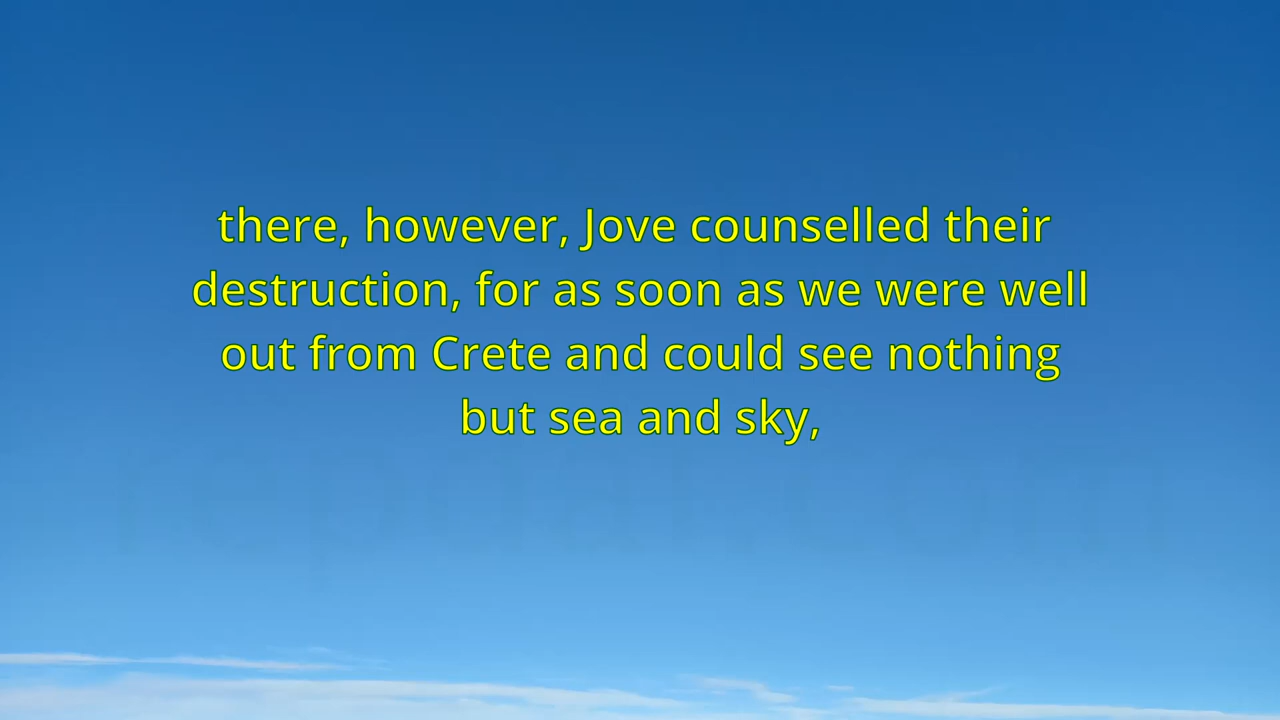 there, however, Jove counselled their
destruction, for as soon as we were well
out from Crete and could see nothing
but sea and sky,